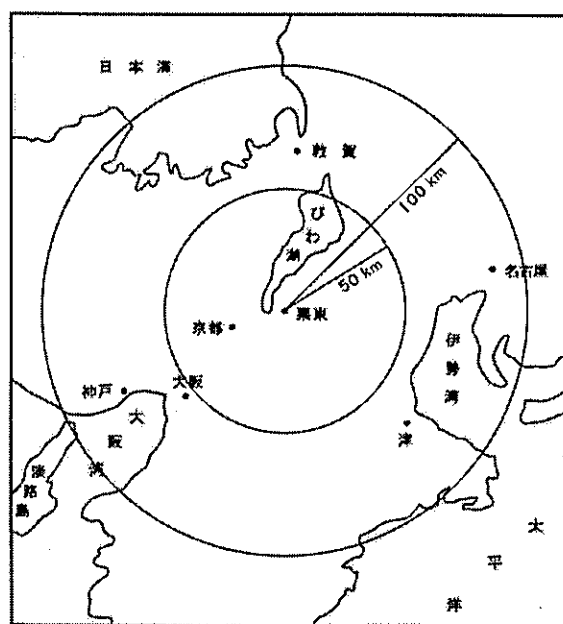 日本海
敦賀
びわ湖
100 km
50 km
名古屋
栗東
京都
伊勢湾
神戸
大阪
大阪湾
津
淡路島
太平洋